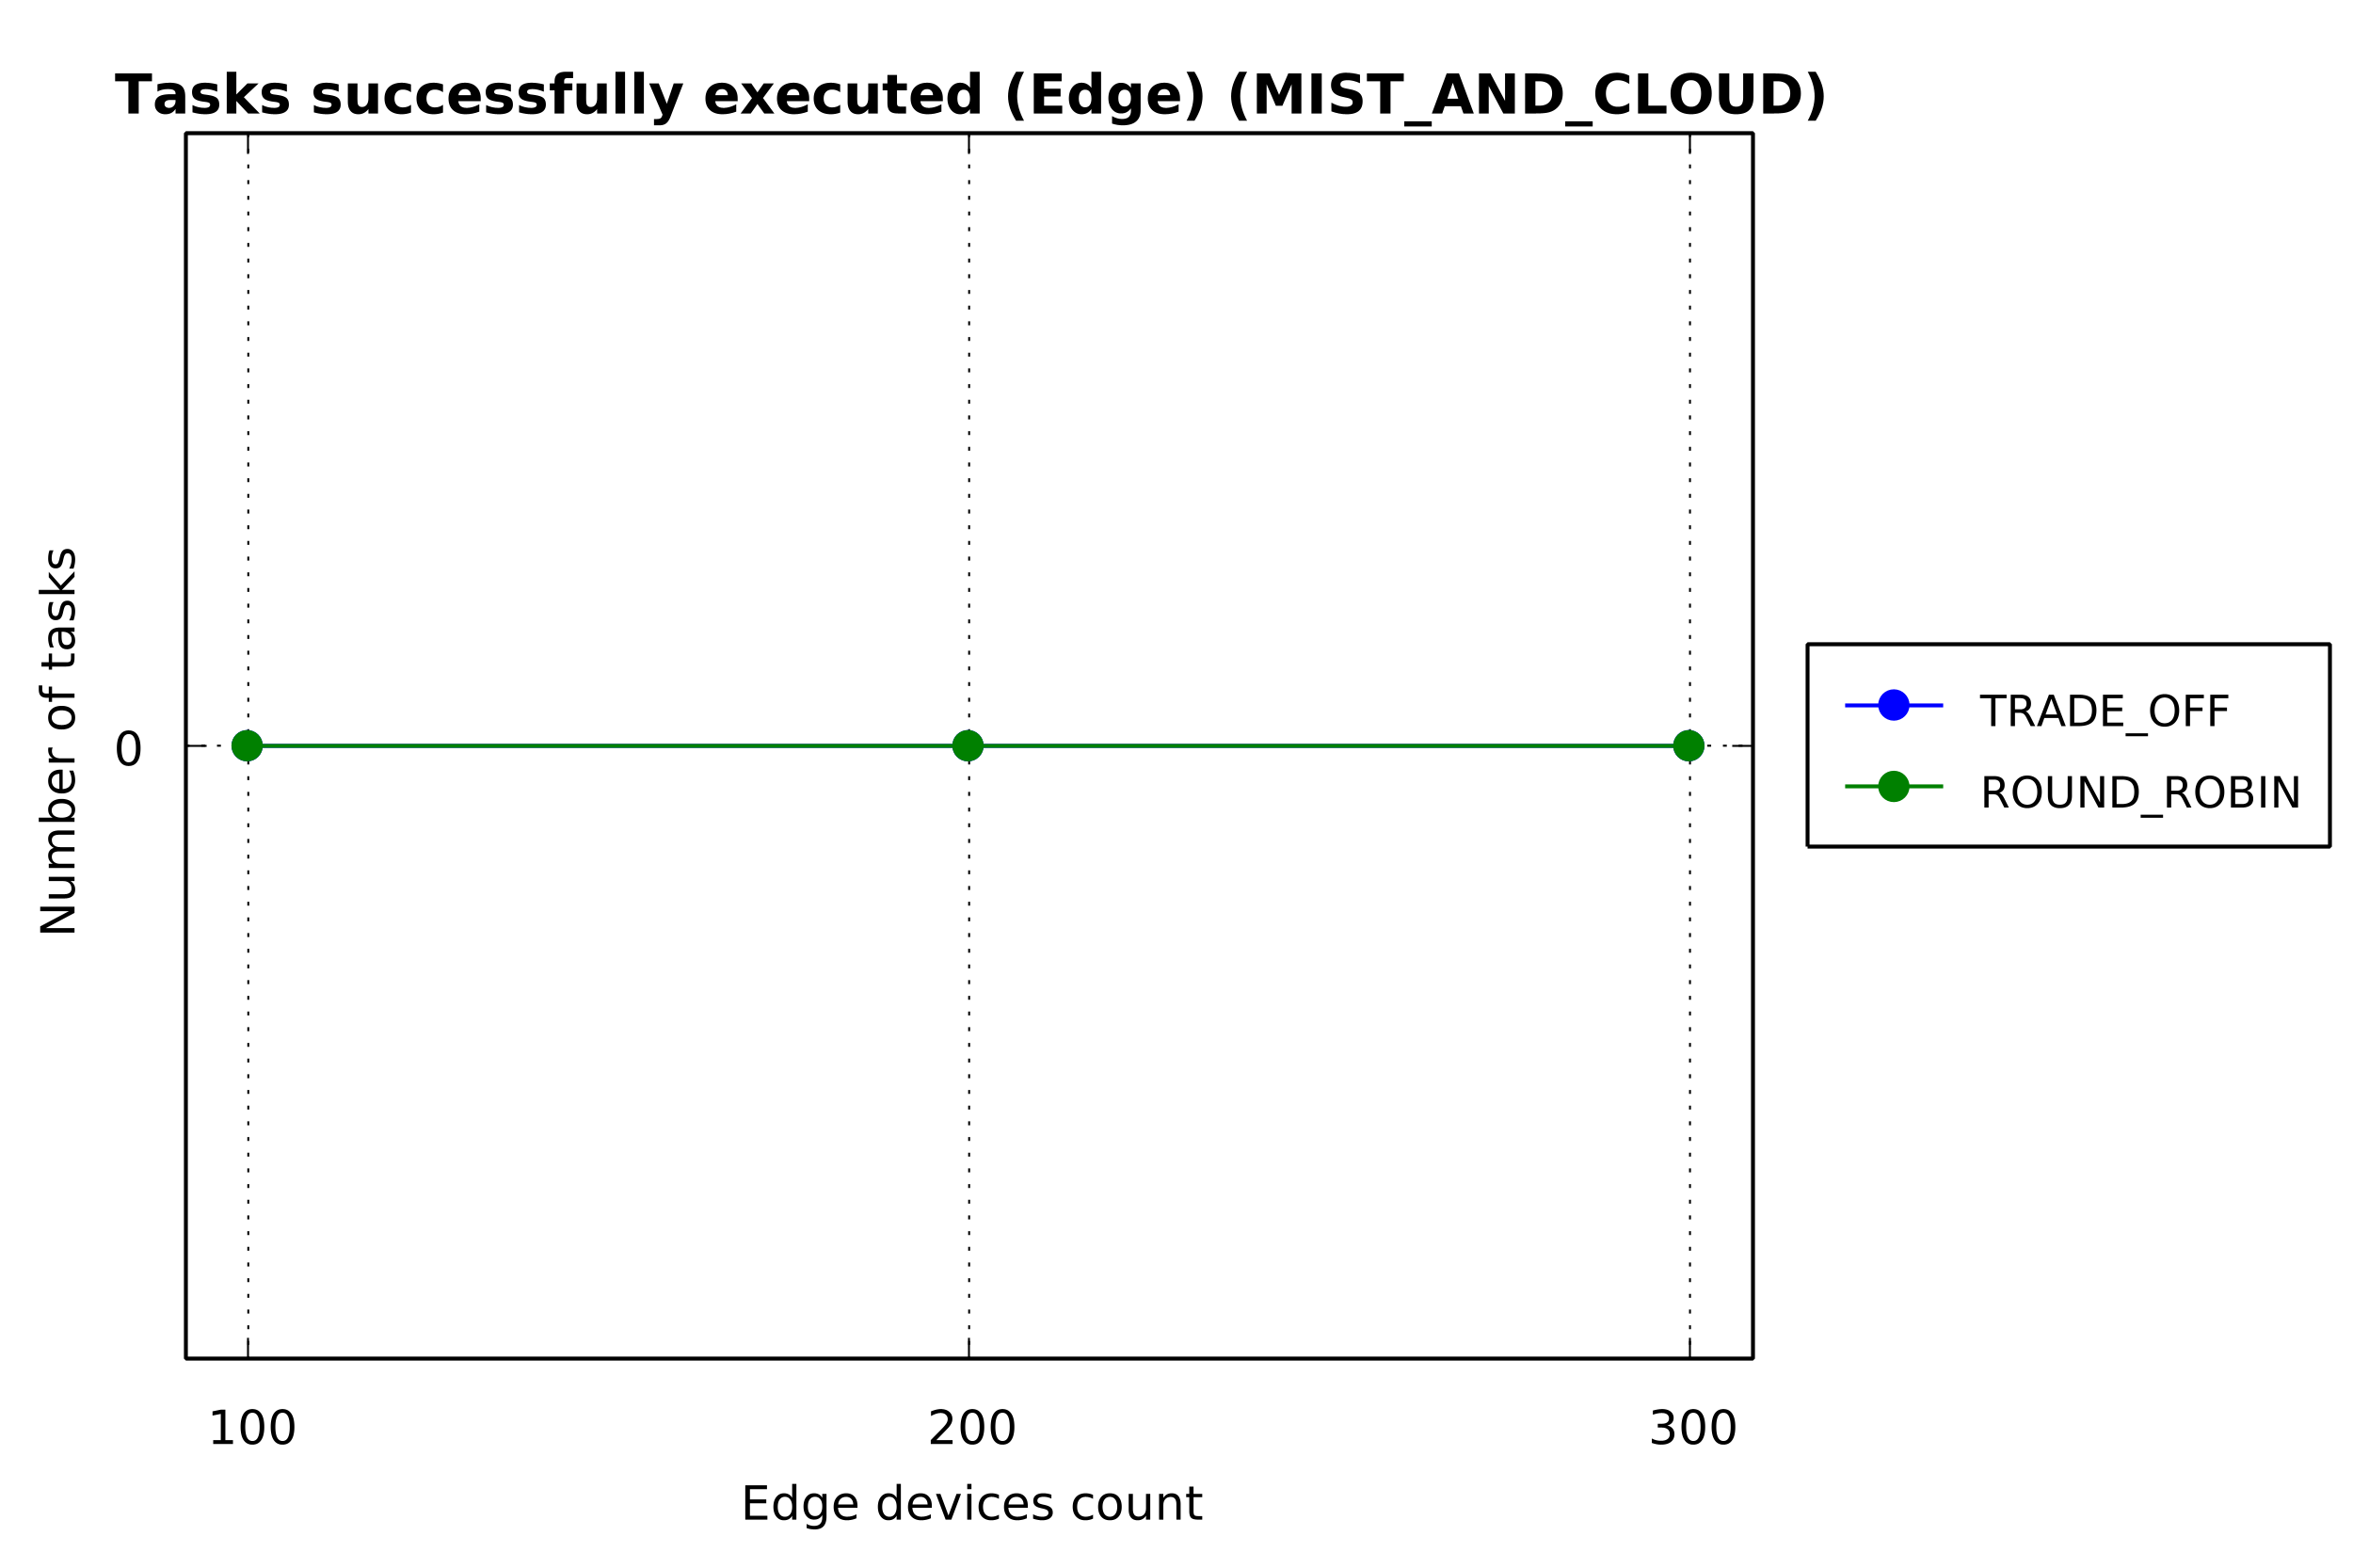 Tasks successfully executed (Edge) (MIST_AND_CLOUD)
Number of tasks
0
100 200 300
Edge devices count
TRADE_OFF
ROUND_ROBIN